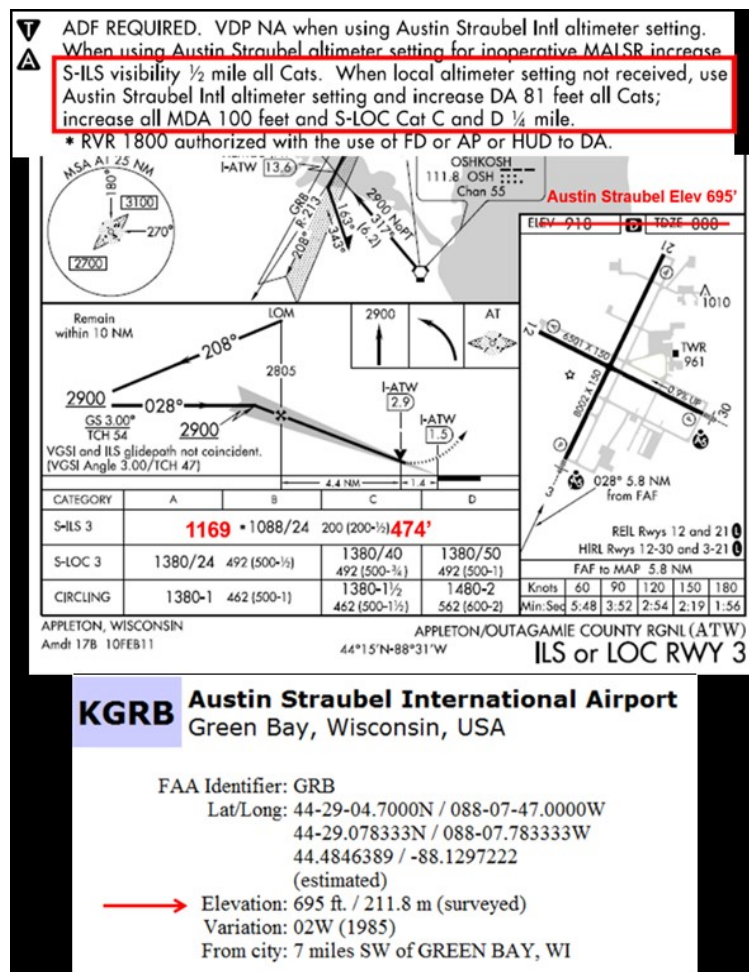 T ADF REQUIRED. VDP NA when using Austin Straubel Intl altimeter setting.
A When using Austin Straubel altimeter setting for inoperative MALSR increase
S-ILS visibility ½ mile all Cats. When local altimeter setting not received, use
Austin Straubel Intl altimeter setting and increase DA 81 feet all Cats;
increase all MDA 100 feet and S-LOC Cat C and D ¼ mile.
* RVR 1800 authorized with the use of FD or AP or HUD to DA.
MSA AT 25 NM
180°
3100
270°
2700
I-ATW 13.6
GRB
R-213
208°
163°
343°
2900 NoPT
317°
(6.2)
OSHKOSH
111.8 OSH
Chan 55
Austin Straubel Elev 695'
ELEV 918 D TDZE 888
21
1010
12
6501 X 150
TWR
961
8002 X 150
0.9% UP
30
3
028° 5.8 NM
from FAF
REIL Rwys 12 and 21 L
HIRL Rwys 12-30 and 3-21 L
FAF to MAP 5.8 NM
Knots 60 90 120 150 180
Min:Sec 5:48 3:52 2:54 2:19 1:56
Remain
within 10 NM
LOM
2900
AT
208°
2805
2900
028°
2900
GS 3.00°
TCH 54
I-ATW
2.9
I-ATW
1.5
VGSI and ILS glidepath not coincident.
(VGSI Angle 3.00/TCH 47)
4.4 NM
1.4
CATEGORY A B C D
S-ILS 3 1169 *1088/24 200 (200-½) 474'
S-LOC 3 1380/24 492 (500-½) 1380/40 492 (500-¾) 1380/50 492 (500-1)
CIRCLING 1380-1 462 (500-1) 1380-1½ 462 (500-1½) 1480-2 562 (600-2)
APPLETON, WISCONSIN
Amdt 17B 10FEB11
44°15'N-88°31'W
APPLETON/OUTAGAMIE COUNTY RGNL (ATW)
ILS or LOC RWY 3
KGRB Austin Straubel International Airport
Green Bay, Wisconsin, USA
FAA Identifier: GRB
Lat/Long: 44-29-04.7000N / 088-07-47.0000W
44-29.078333N / 088-07.783333W
44.4846389 / -88.1297222
(estimated)
Elevation: 695 ft. / 211.8 m (surveyed)
Variation: 02W (1985)
From city: 7 miles SW of GREEN BAY, WI